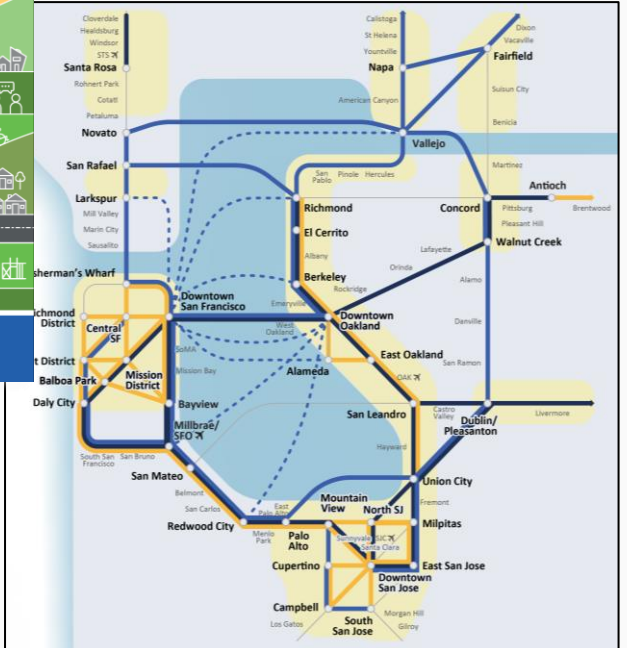 Cloverdale
Healdsburg
Windsor
STS
Santa Rosa
Rohnert Park
Cotati
Petaluma
Novato
San Rafael
Larkspur
Mill Valley
Marin City
Sausalito
Calistoga
St Helena
Yountville
Napa
American Canyon
Vallejo
Dixon
Vacaville
Fairfield
Suisun City
Benicia
Martinez
San
Pablo
Pinole
Hercules
Richmond
El Cerrito
Albany
Berkeley
Emeryville
Rockridge
Orinda
Lafayette
Concord
Walnut Creek
Pittsburg
Pleasant Hill
Antioch
Brentwood
Alamo
Danville
San Ramon
sherman's Wharf
Downtown
San Francisco
West
Oakland
Downtown
Oakland
chmond
District
Central
SF
SoMA
t District
Mission Bay
Balboa Park
Mission
District
Daly City
Bayview
Alameda
East Oakland
OAK
San Leandro
Castro
Valley
Dublin/
Pleasanton
Livermore
Millbrae/
SFO
South San
Francisco
San Bruno
San Mateo
Belmont
San Carlos
Redwood City
East
Palo Alto
Menlo
Park
Palo
Alto
Mountain
View
North SJ
Hayward
Union City
Fremont
Milpitas
Sunnyvale
SJC
Santa Clara
Cupertino
Downtown
San Jose
East San Jose
Campbell
South
San Jose
Los Gatos
Morgan Hill
Gilroy